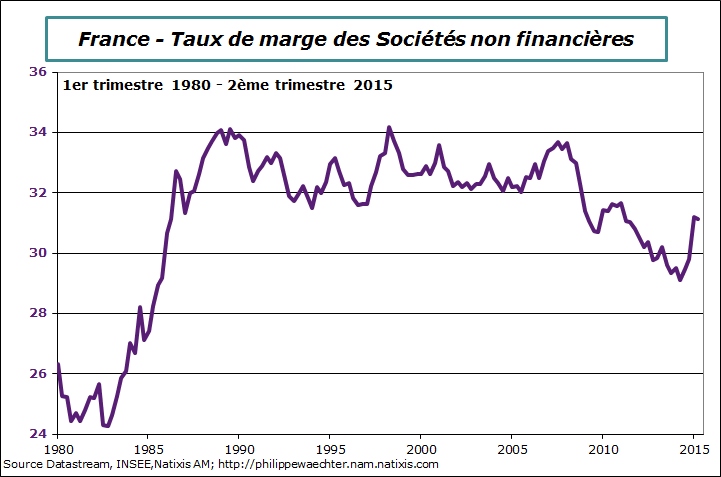 France - Taux de marge des Sociétés non financières
1er trimestre 1980 - 2ème trimestre 2015
36
34
32
30
28
26
24
1980 1985 1990 1995 2000 2005 2010 2015
Source Datastream, INSEE,Natixis AM; http://philippewaechter.nam.natixis.com